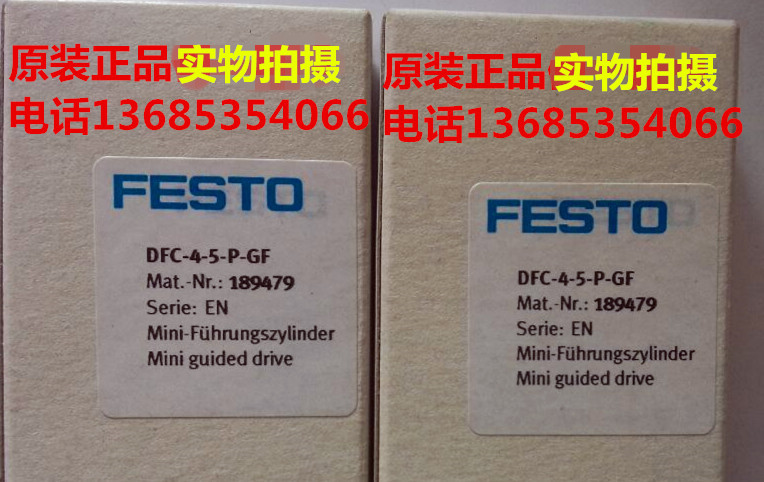 原装正品实物拍摄
电话13685354066
FESTO
DFC-4-5-P-GF
Mat.-Nr.: 189479
Serie: EN
Mini-Führungszylinder
Mini guided drive
原装正品实物拍摄
电话13685354066
FESTO
DFC-4-5-P-GF
Mat.-Nr.: 189479
Serie: EN
Mini-Führungszylinder
Mini guided drive